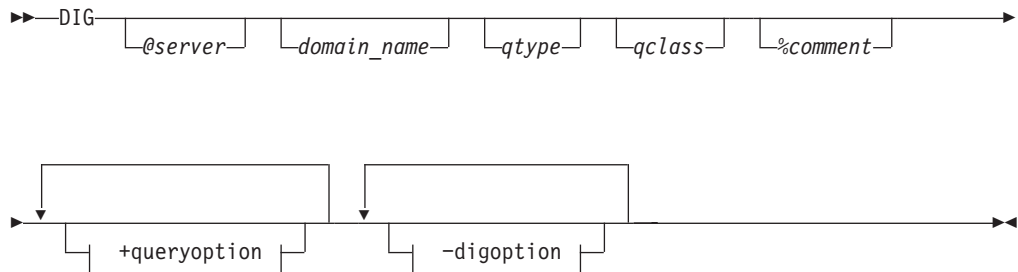 DIG
@server domain_name qtype qclass %comment
+queryoption -digoption